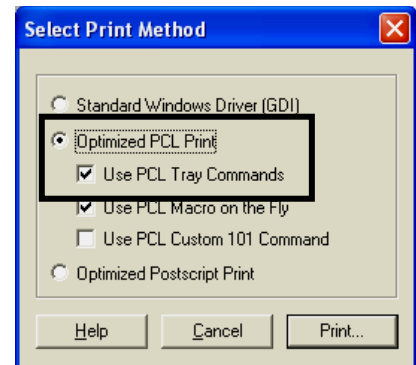 Select Print Method
Standard Windows Driver (GDI)
Optimized PCL Print
Use PCL Tray Commands
Use PCL Macro on the Fly
Use PCL Custom 101 Command
Optimized Postscript Print
Help Cancel Print...